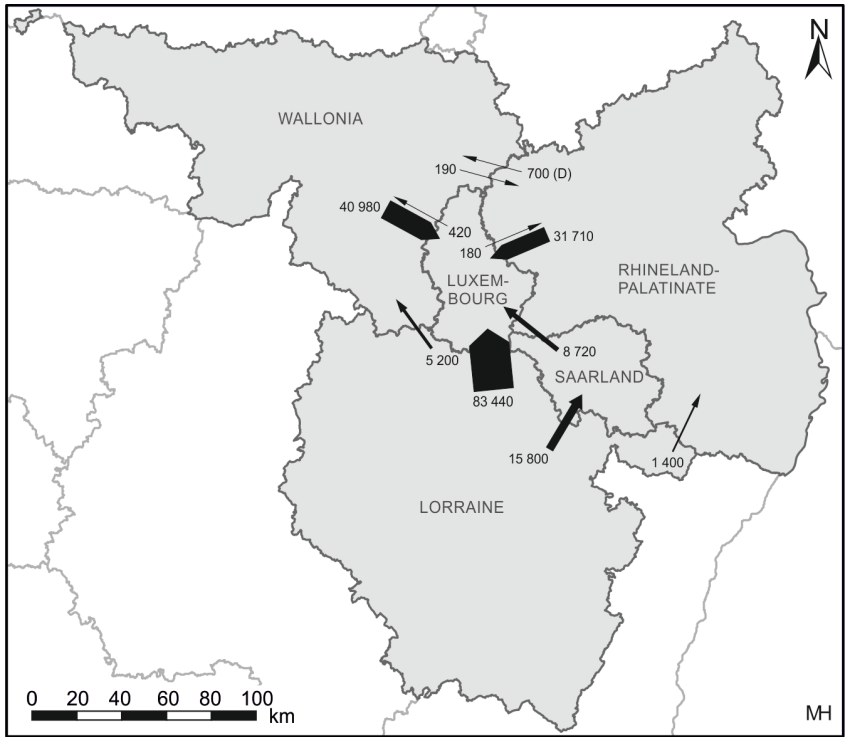 N
WALLONIA
190
700 (D)
40 980
420
180
31 710
LUXEM-
BOURG
RHINELAND-
PALATINATE
5 200
8 720
SAARLAND
83 440
15 800
1 400
LORRAINE
0 20 40 60 80 100
km
MH